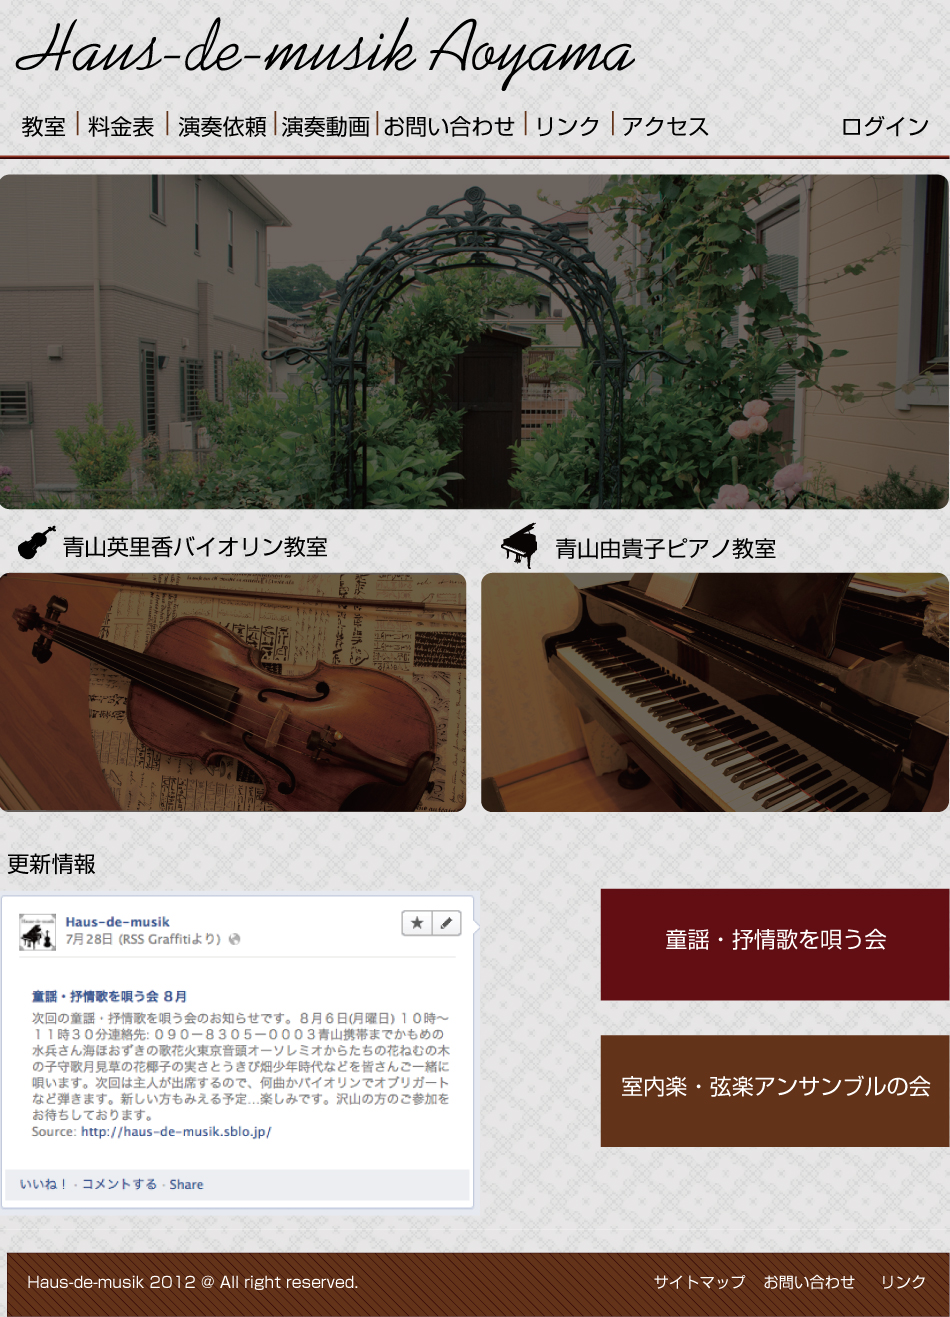 Haus-de-musik Aoyama
教室 料金表 演奏依頼 演奏動画 お問い合わせ リンク アクセス ログイン
青山英里香バイオリン教室
青山由貴子ピアノ教室
更新情報
Haus-de-musik
7月28日 (RSS Graffitiより)
童謡・抒情歌を唄う会 8月
次回の童謡・抒情歌を唄う会のお知らせです。8月6日(月曜日) 10時〜
11時30分連絡先: 090ー8305ー0003青山携帯までかもめの
水兵さん海ほおずきの歌花火東京音頭オーソレミオからたちの花ねむの木
の子守歌月見草の花椰子の実さとうきび畑少年時代などを皆さんご一緒に
唄います。次回は主人が出席するので、何曲かバイオリンでオブリガート
など弾きます。新しい方もみえる予定...楽しみです。沢山の方のご参加を
お待ちしております。
Source: http://haus-de-musik.sblo.jp/
いいね！ · コメントする · Share
童謡・抒情歌を唄う会
室内楽・弦楽アンサンブルの会
Haus-de-musik 2012 @ All right reserved.
サイトマップ お問い合わせ リンク